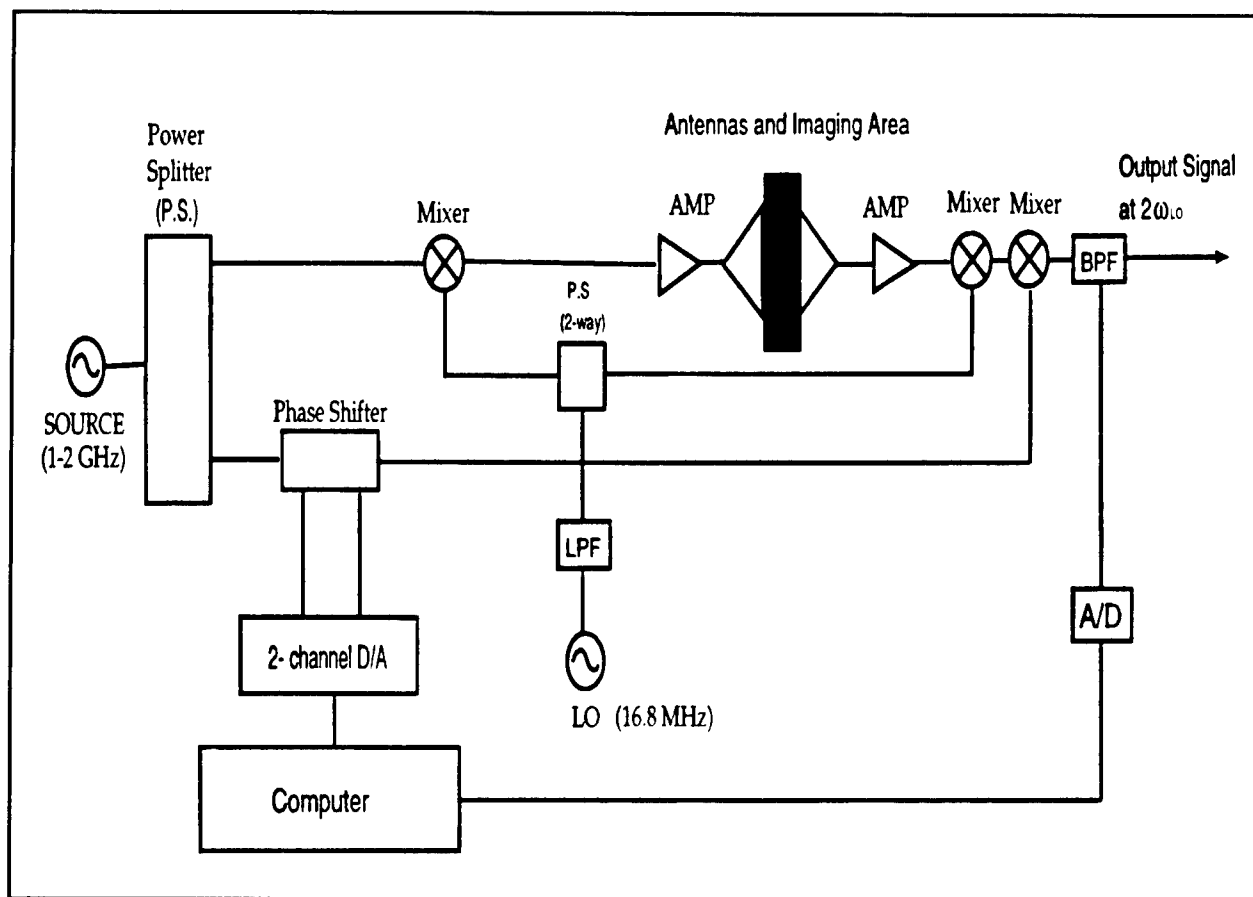 Antennas and Imaging Area
Power
Splitter
(P.S.)
Mixer
AMP
AMP
Mixer
Mixer
Output Signal
at 2ωLO
BPF
P.S
(2-way)
SOURCE
(1-2 GHz)
Phase Shifter
LPF
A/D
2- channel D/A
LO (16.8 MHz)
Computer